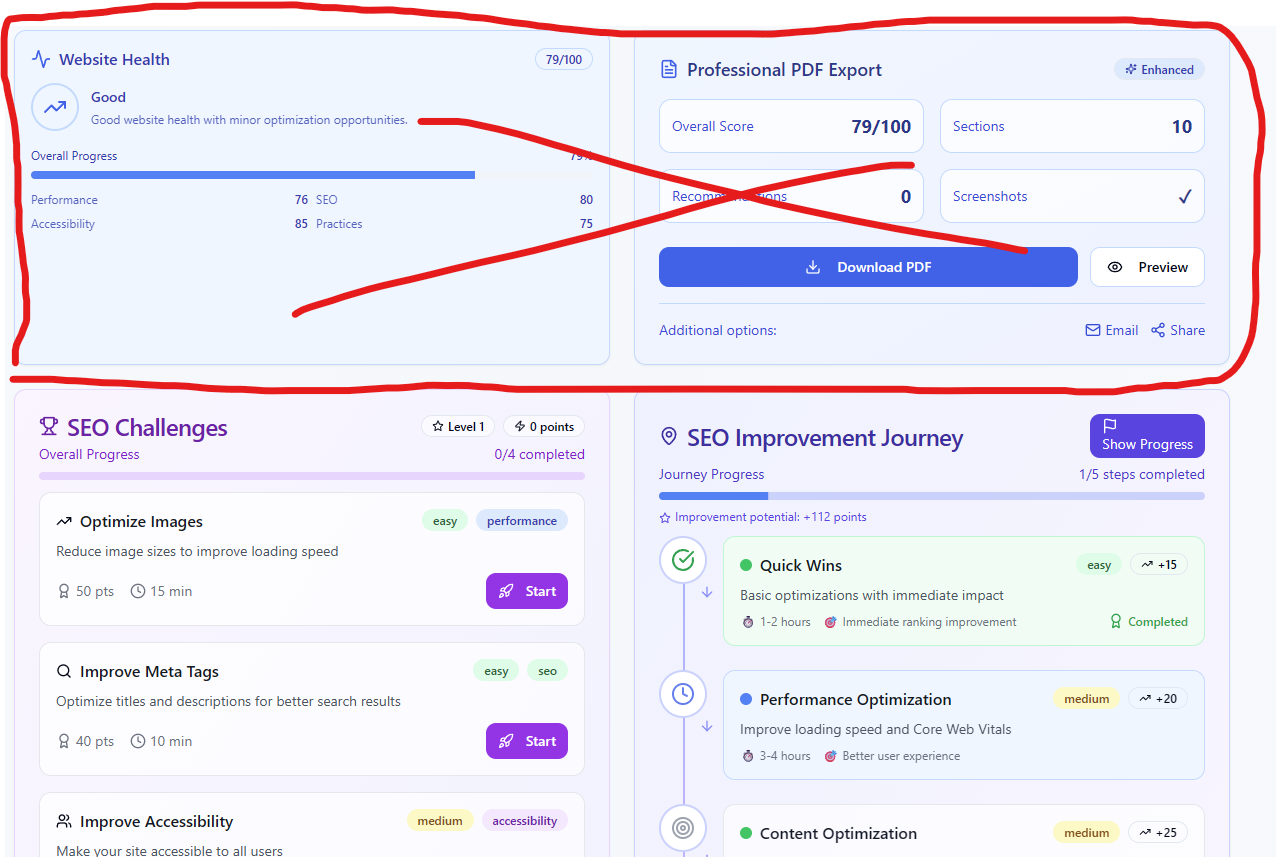 Website Health
79/100
Good
Good website health with minor optimization opportunities.
Overall Progress
79%
Performance 76 SEO 80
Accessibility 85 Practices 75
Professional PDF Export
Enhanced
Overall Score 79/100
Sections 10
Recommendations 0
Screenshots
Download PDF
Preview
Additional options:
Email
Share
SEO Challenges
Level 1
0 points
Overall Progress
0/4 completed
Optimize Images
easy
performance
Reduce image sizes to improve loading speed
50 pts
15 min
Start
Improve Meta Tags
easy
seo
Optimize titles and descriptions for better search results
40 pts
10 min
Start
Improve Accessibility
medium
accessibility
Make your site accessible to all users
SEO Improvement Journey
Show Progress
Journey Progress
1/5 steps completed
Improvement potential: +112 points
Quick Wins
easy
+15
Basic optimizations with immediate impact
1-2 hours
Immediate ranking improvement
Completed
Performance Optimization
medium
+20
Improve loading speed and Core Web Vitals
3-4 hours
Better user experience
Content Optimization
medium
+25